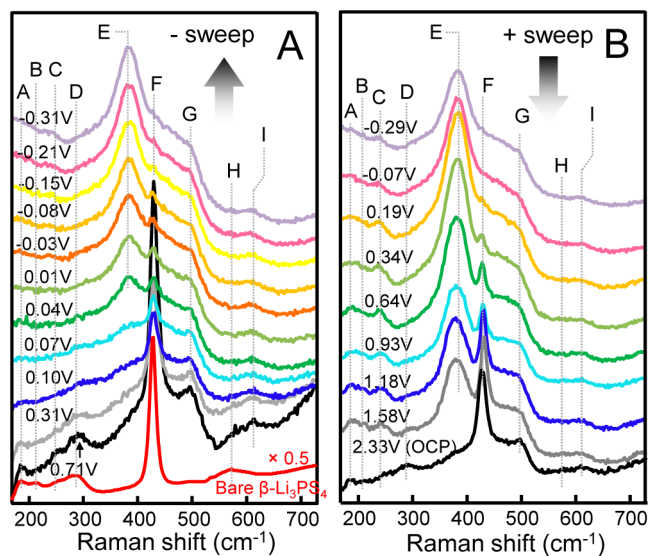 E - sweep A
B C F
A D G I
H
-0.31V
-0.21V
-0.15V
-0.08V
-0.03V
0.01V
0.04V
0.07V
0.10V
0.31V
0.71V
× 0.5
Bare β-Li₃PS₄
200 300 400 500 600 700
Raman shift (cm⁻¹)
E + sweep B
B F
A C D G I
H
-0.29V
-0.07V
0.19V
0.34V
0.64V
0.93V
1.18V
1.58V
2.33V (OCP)
200 300 400 500 600 700
Raman shift (cm⁻¹)